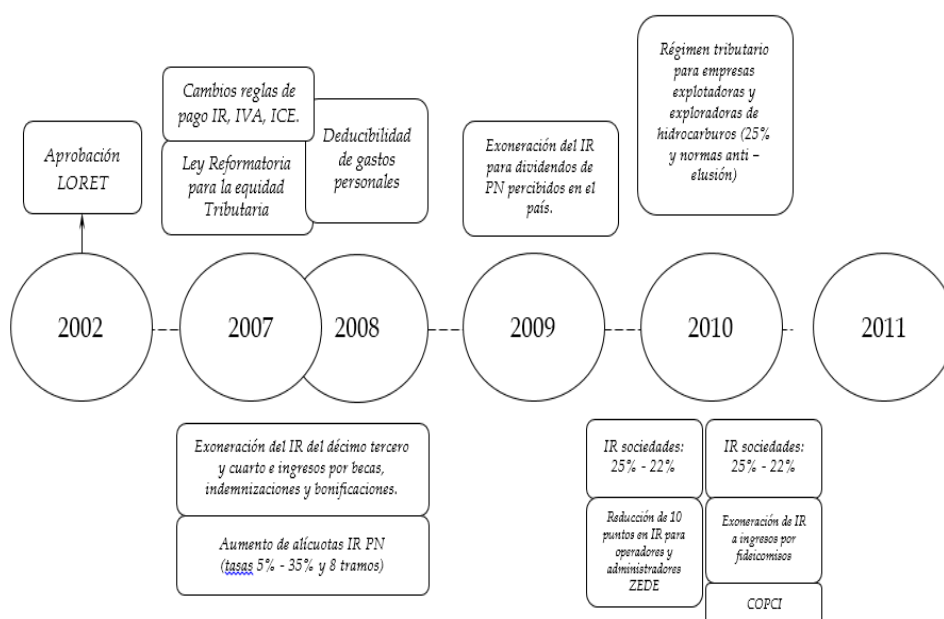 Cambios reglas de
pago IR, IVA, ICE.
Aprobación
LORET
Ley Reformatoria
para la equidad
Tributaria
Deducibilidad
de gastos
personales
Exoneración del IR
para dividendos de
PN percibidos en el
país.
Régimen tributario
para empresas
explotadoras y
exploradoras de
hidrocarburos (25%
y normas anti –
elusión)
2002
2007
2008
2009
2010
2011
Exoneración del IR del décimo tercero
y cuarto e ingresos por becas,
indemnizaciones y bonificaciones.
Aumento de alícuotas IR PN
(tasas 5% - 35% y 8 tramos)
IR sociedades:
25% - 22%
Reducción de 10
puntos en IR para
operadores y
administradores
ZEDE
IR sociedades:
25% - 22%
Exoneración de IR
a ingresos por
fideicomisos
COPCI